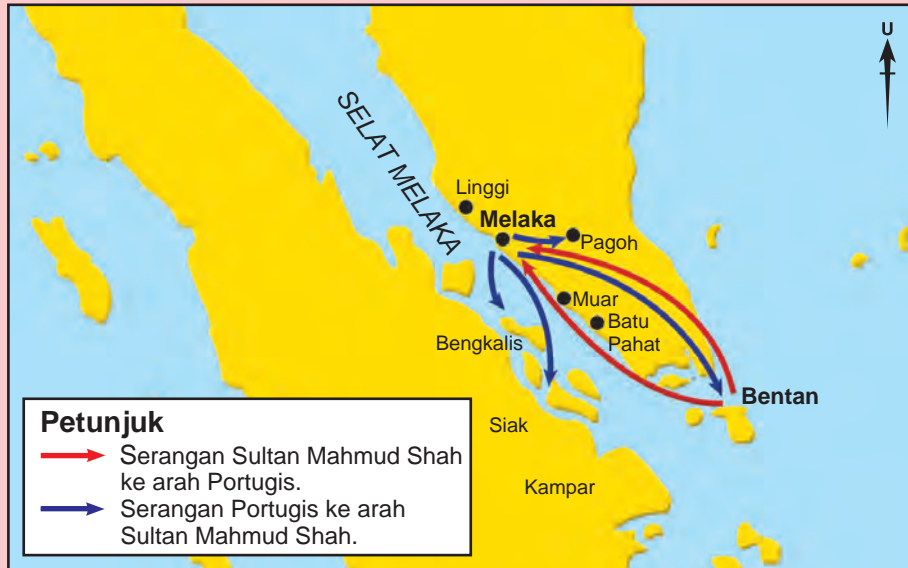 U
SELAT MELAKA
Linggi
Melaka
Pagoh
Muar
Batu
Pahat
Bengkalis
Bentan
Siak
Kampar
Petunjuk
Serangan Sultan Mahmud Shah
ke arah Portugis.
Serangan Portugis ke arah
Sultan Mahmud Shah.